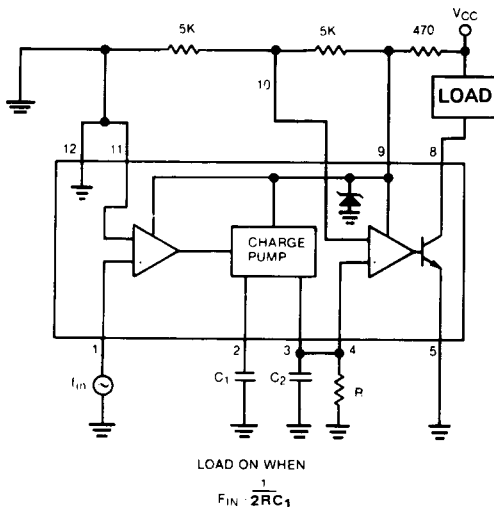 VCC
5K
5K
470
10
LOAD
12
11
9
8
CHARGE
PUMP
1
2
3
4
5
fin
C1
C2
R
LOAD ON WHEN
1
FIN · 2RC1